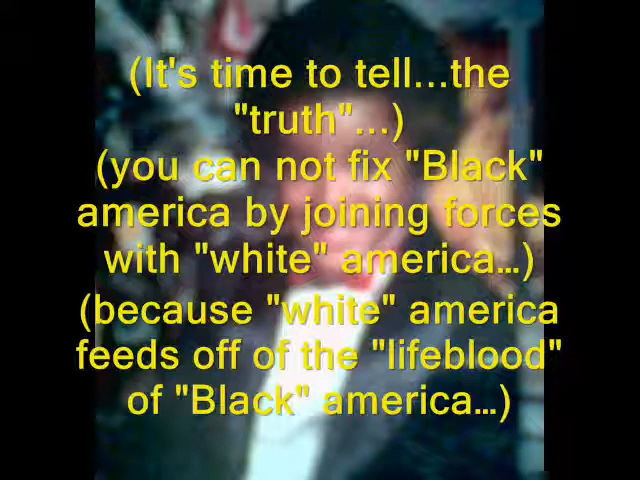 (It's time to tell...the
"truth"...)
(you can not fix "Black"
america by joining forces
with "white" america...)
(because "white" america
feeds off of the "lifeblood"
of "Black" america...)